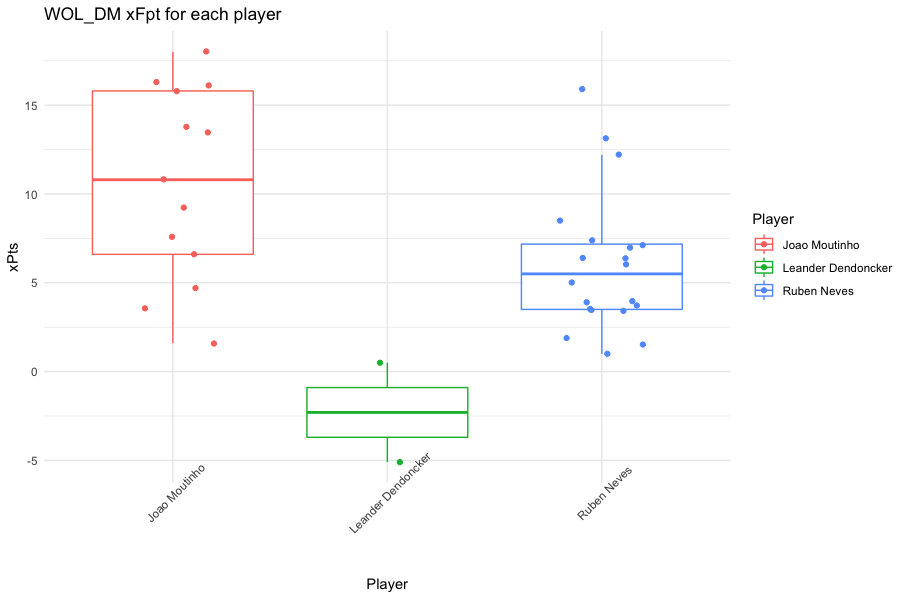 WOL_DM xFpt for each player
xPts
15
10
5
0
-5
Joao Moutinho
Leander Dendoncker
Ruben Neves
Player
Player
Joao Moutinho
Leander Dendoncker
Ruben Neves